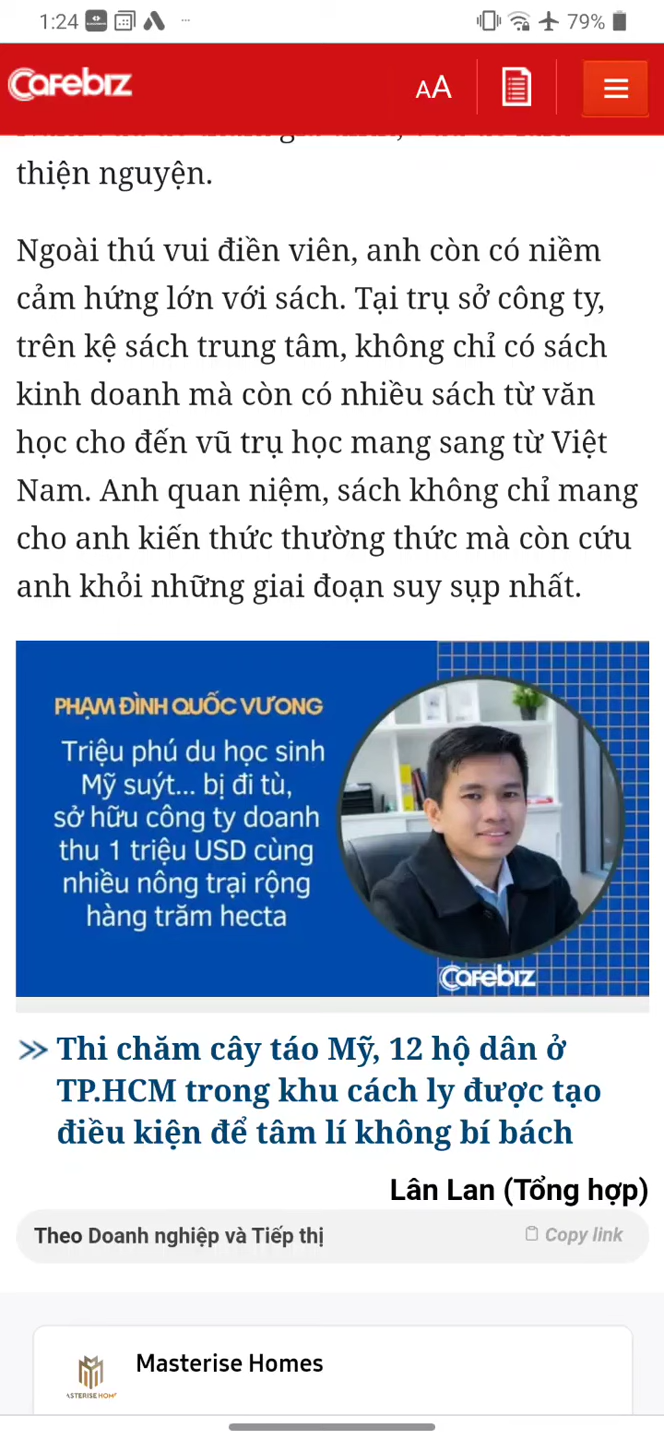 1:24
79%
Cafebiz
AA
thiện nguyện.
Ngoài thú vui điền viên, anh còn có niềm
cảm hứng lớn với sách. Tại trụ sở công ty,
trên kệ sách trung tâm, không chỉ có sách
kinh doanh mà còn có nhiều sách từ văn
học cho đến vũ trụ học mang sang từ Việt
Nam. Anh quan niệm, sách không chỉ mang
cho anh kiến thức thường thức mà còn cứu
anh khỏi những giai đoạn suy sụp nhất.
PHẠM ĐÌNH QUỐC VƯƠNG
Triệu phú du học sinh
Mỹ suýt... bị đi tù,
sở hữu công ty doanh
thu 1 triệu USD cùng
nhiều nông trại rộng
hàng trăm hecta
Cafebiz
>> Thi chăm cây táo Mỹ, 12 hộ dân ở
TP.HCM trong khu cách ly được tạo
điều kiện để tâm lí không bí bách
Lân Lan (Tổng hợp)
Theo Doanh nghiệp và Tiếp thị
Copy link
Masterise Homes